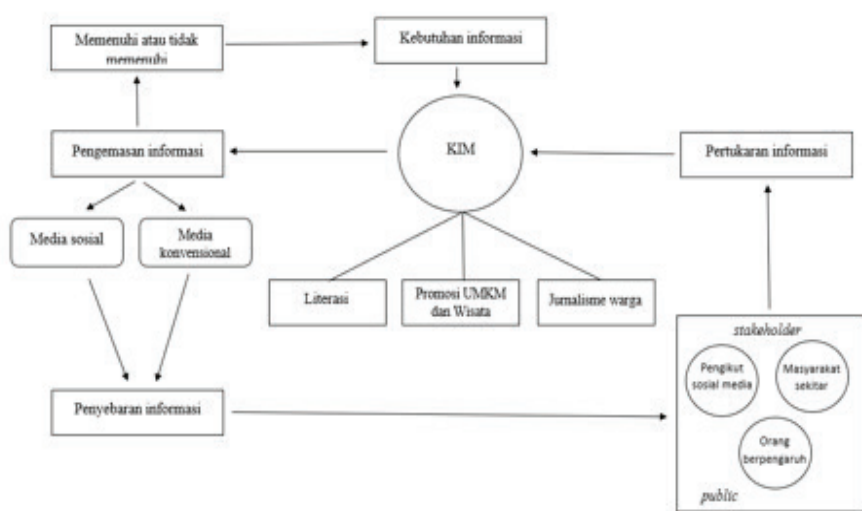 Memenuhi atau tidak
memenuhi
Kebutuhan informasi
Pengemasan informasi
KIM
Pertukaran informasi
Media sosial
Media
konvensional
Literasi
Promosi UMKM
dan Wisata
Jurnalisme warga
stakeholder
Pengikut
sosial media
Masyarakat
sekitar
Orang
berpengaruh
public
Penyebaran informasi